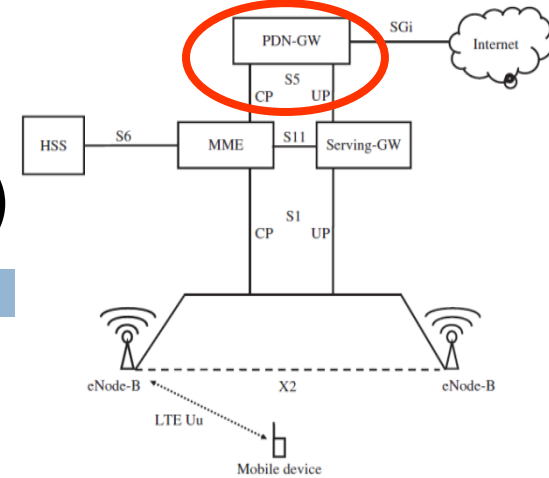 SGi
PDN-GW
Internet
S5
CP UP
HSS
S6
MME
S11
Serving-GW
S1
CP UP
eNode-B
X2
eNode-B
LTE Uu
Mobile device